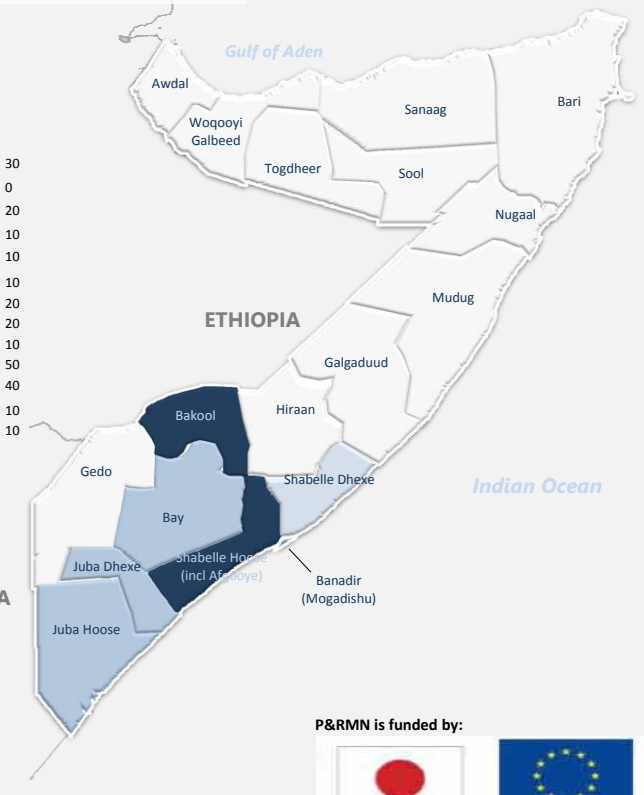 Gulf of Aden
Awdal
Sanaag
Bari
Woqooyi
Galbeed
Togdheer
Sool
Nugaal
30
0
20
10
10
10
20
20
10
50
40
10
10
Mudug
ETHIOPIA
Galgaduud
Hiraan
Bakool
Gedo
Shabelle Dhexe
Indian Ocean
Bay
Shabelle Hoose
(incl Afgooye)
Juba Dhexe
Banadir
(Mogadishu)
A
Juba Hoose
P&RMN is funded by: